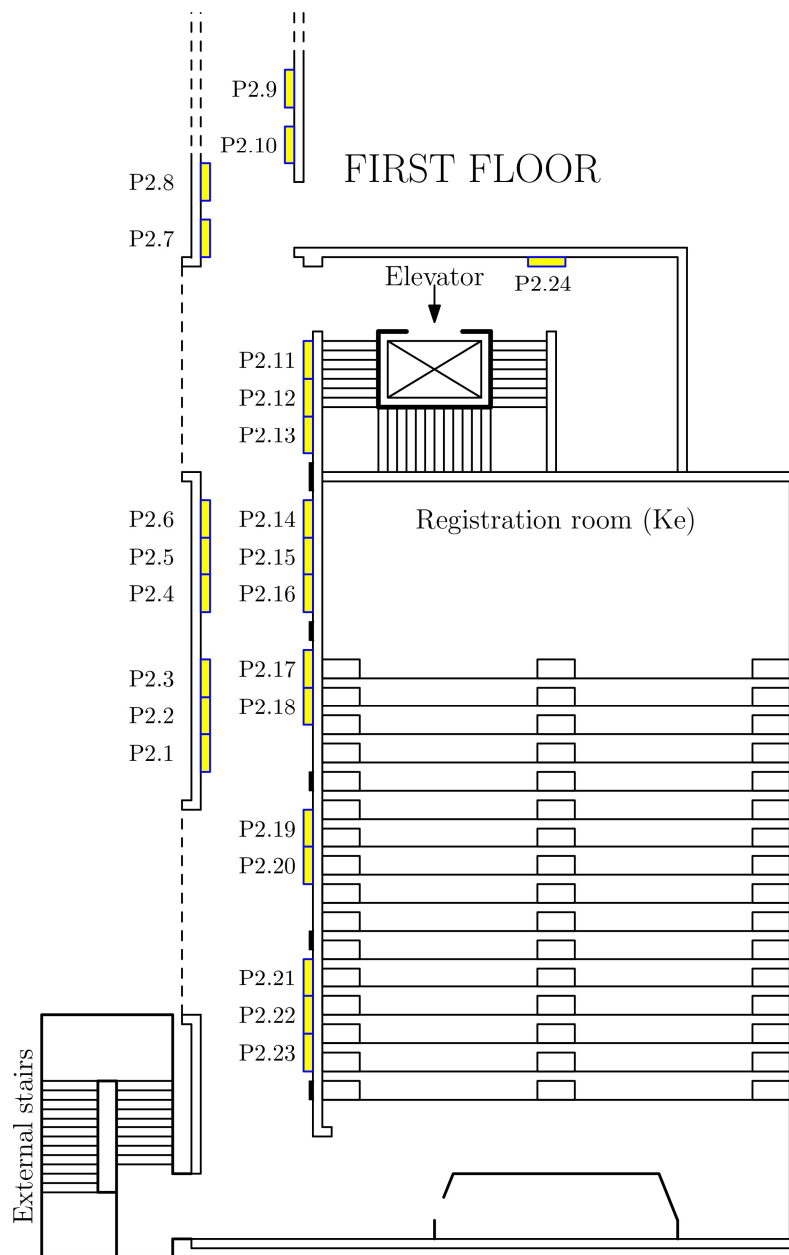 P2.9
P2.10
FIRST FLOOR
P2.8
P2.7
Elevator
P2.24
P2.11
P2.12
P2.13
P2.6
P2.14
Registration room (Ke)
P2.5
P2.15
P2.4
P2.16
P2.17
P2.3
P2.18
P2.2
P2.1
P2.19
P2.20
P2.21
P2.22
P2.23
External stairs